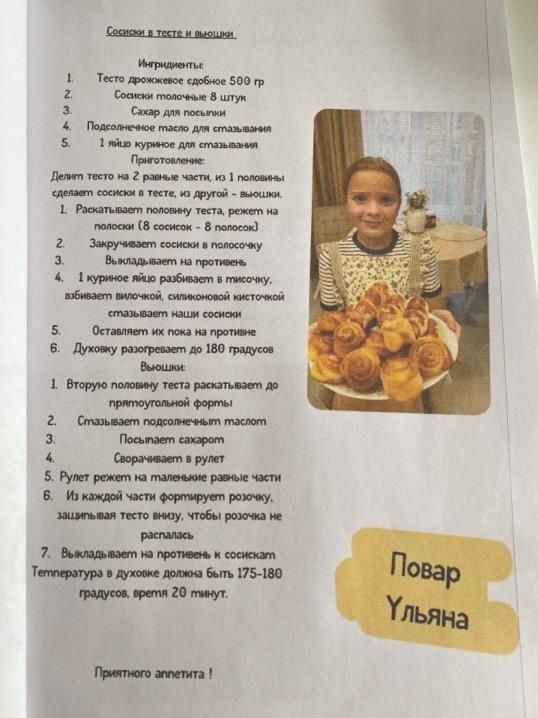 Сосиски в тесте и вьюшки
Ингридиенты:
1. Тесто дрожжевое сдобное 500 гр
2. Сосиски молочные 8 штук
3. Сахар для посыпки
4. Подсолнечное масло для смазывания
5. 1 яйцо куриное для смазывания
Приготовление:
Делим тесто на 2 равные части, из 1 половины
сделаем сосиски в тесте, из другой - вьюшки.
1. Раскатываем половину теста, режем на
полоски (8 сосисок - 8 полосок)
2. Закручиваем сосиски в полосочку
3. Выкладываем на противень
4. 1 куриное яйцо разбиваем в мисочку,
взбиваем вилочкой, силиконовой кисточкой
смазываем наши сосиски
5. Оставляем их пока на противне
6. Духовку разогреваем до 180 градусов
Вьюшки:
1. Вторую половину теста раскатываем до
прямоугольной формы
2. Смазываем подсолнечным маслом
3. Посыпаем сахаром
4. Сворачиваем в рулет
5. Рулет режем на маленькие равные части
6. Из каждой части формируем розочку,
защипывая тесто внизу, чтобы розочка не
распалась
7. Выкладываем на противень к сосискам
Температура в духовке должна быть 175-180
градусов, время 20 минут.
Приятного аппетита !
Повар
Ульяна